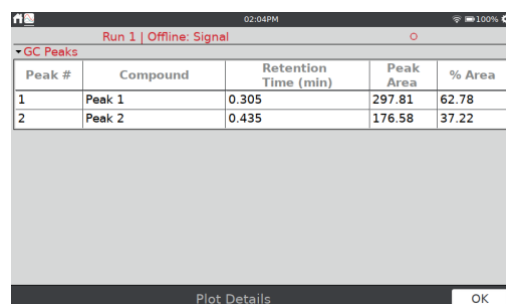 02:04PM 100%
Run 1 | Offline: Signal
GC Peaks
Peak # Compound Retention Time (min) Peak Area % Area
1 Peak 1 0.305 297.81 62.78
2 Peak 2 0.435 176.58 37.22
Plot Details OK